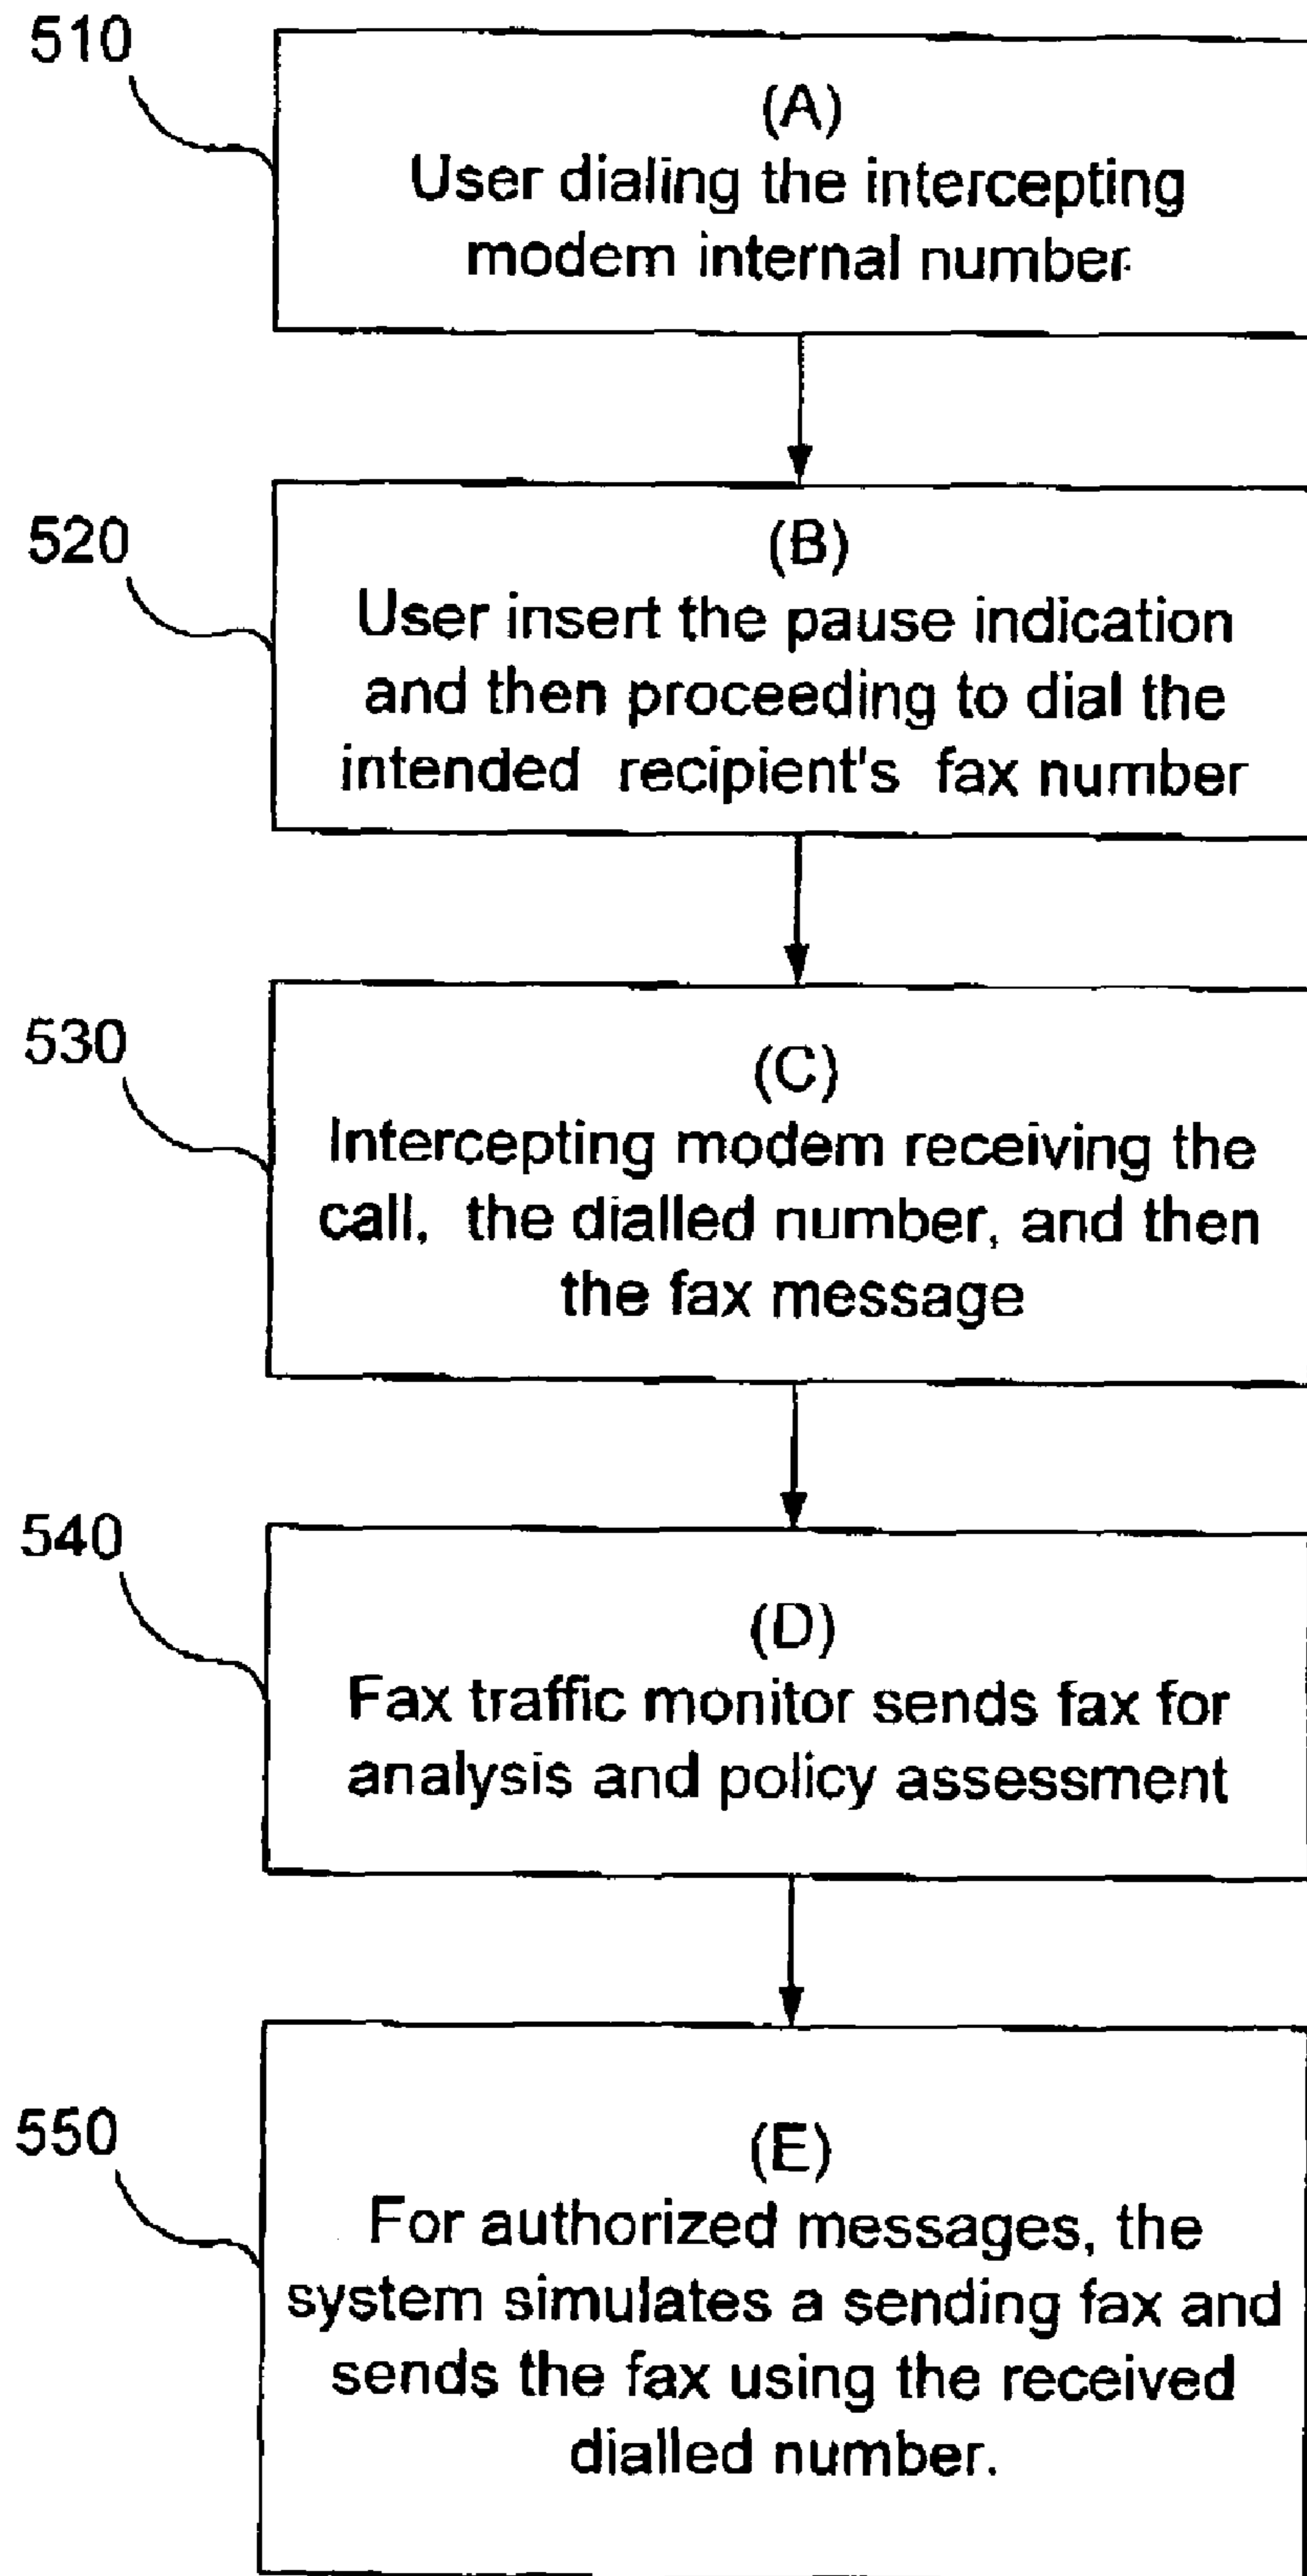 510
(A)
User dialing the intercepting
modem internal number
520
(B)
User insert the pause indication
and then proceeding to dial the
intended recipient's fax number
530
(C)
Intercepting modem receiving the
call, the dialled number, and then
the fax message
540
(D)
Fax traffic monitor sends fax for
analysis and policy assessment
550
(E)
For authorized messages, the
system simulates a sending fax and
sends the fax using the received
dialled number.